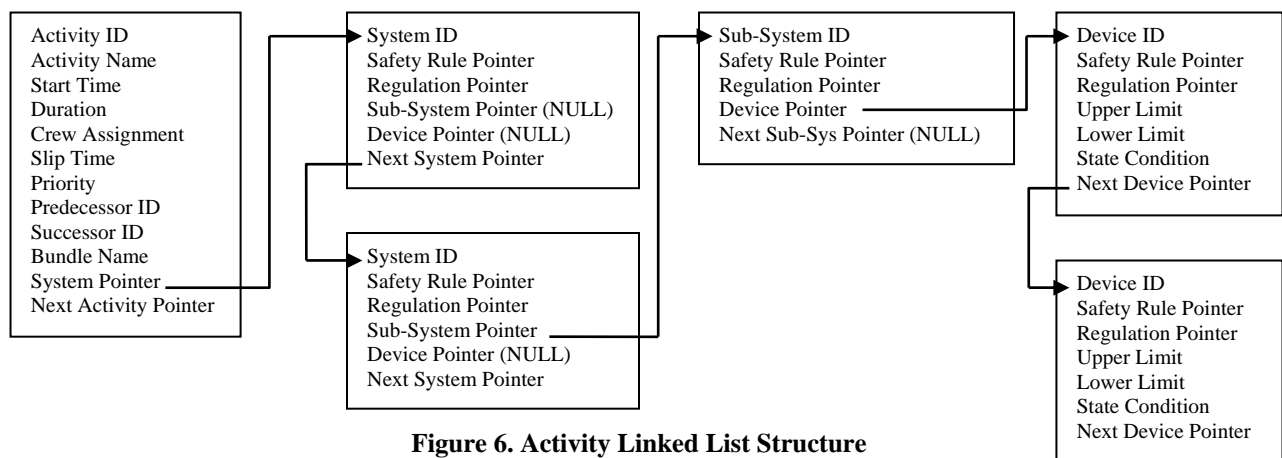 Activity ID
Activity Name
Start Time
Duration
Crew Assignment
Slip Time
Priority
Predecessor ID
Successor ID
Bundle Name
System Pointer
Next Activity Pointer
System ID
Safety Rule Pointer
Regulation Pointer
Sub-System Pointer (NULL)
Device Pointer (NULL)
Next System Pointer
System ID
Safety Rule Pointer
Regulation Pointer
Sub-System Pointer
Device Pointer (NULL)
Next System Pointer
Sub-System ID
Safety Rule Pointer
Regulation Pointer
Device Pointer
Next Sub-Sys Pointer (NULL)
Device ID
Safety Rule Pointer
Regulation Pointer
Upper Limit
Lower Limit
State Condition
Next Device Pointer
Device ID
Safety Rule Pointer
Regulation Pointer
Upper Limit
Lower Limit
State Condition
Next Device Pointer
Figure 6. Activity Linked List Structure